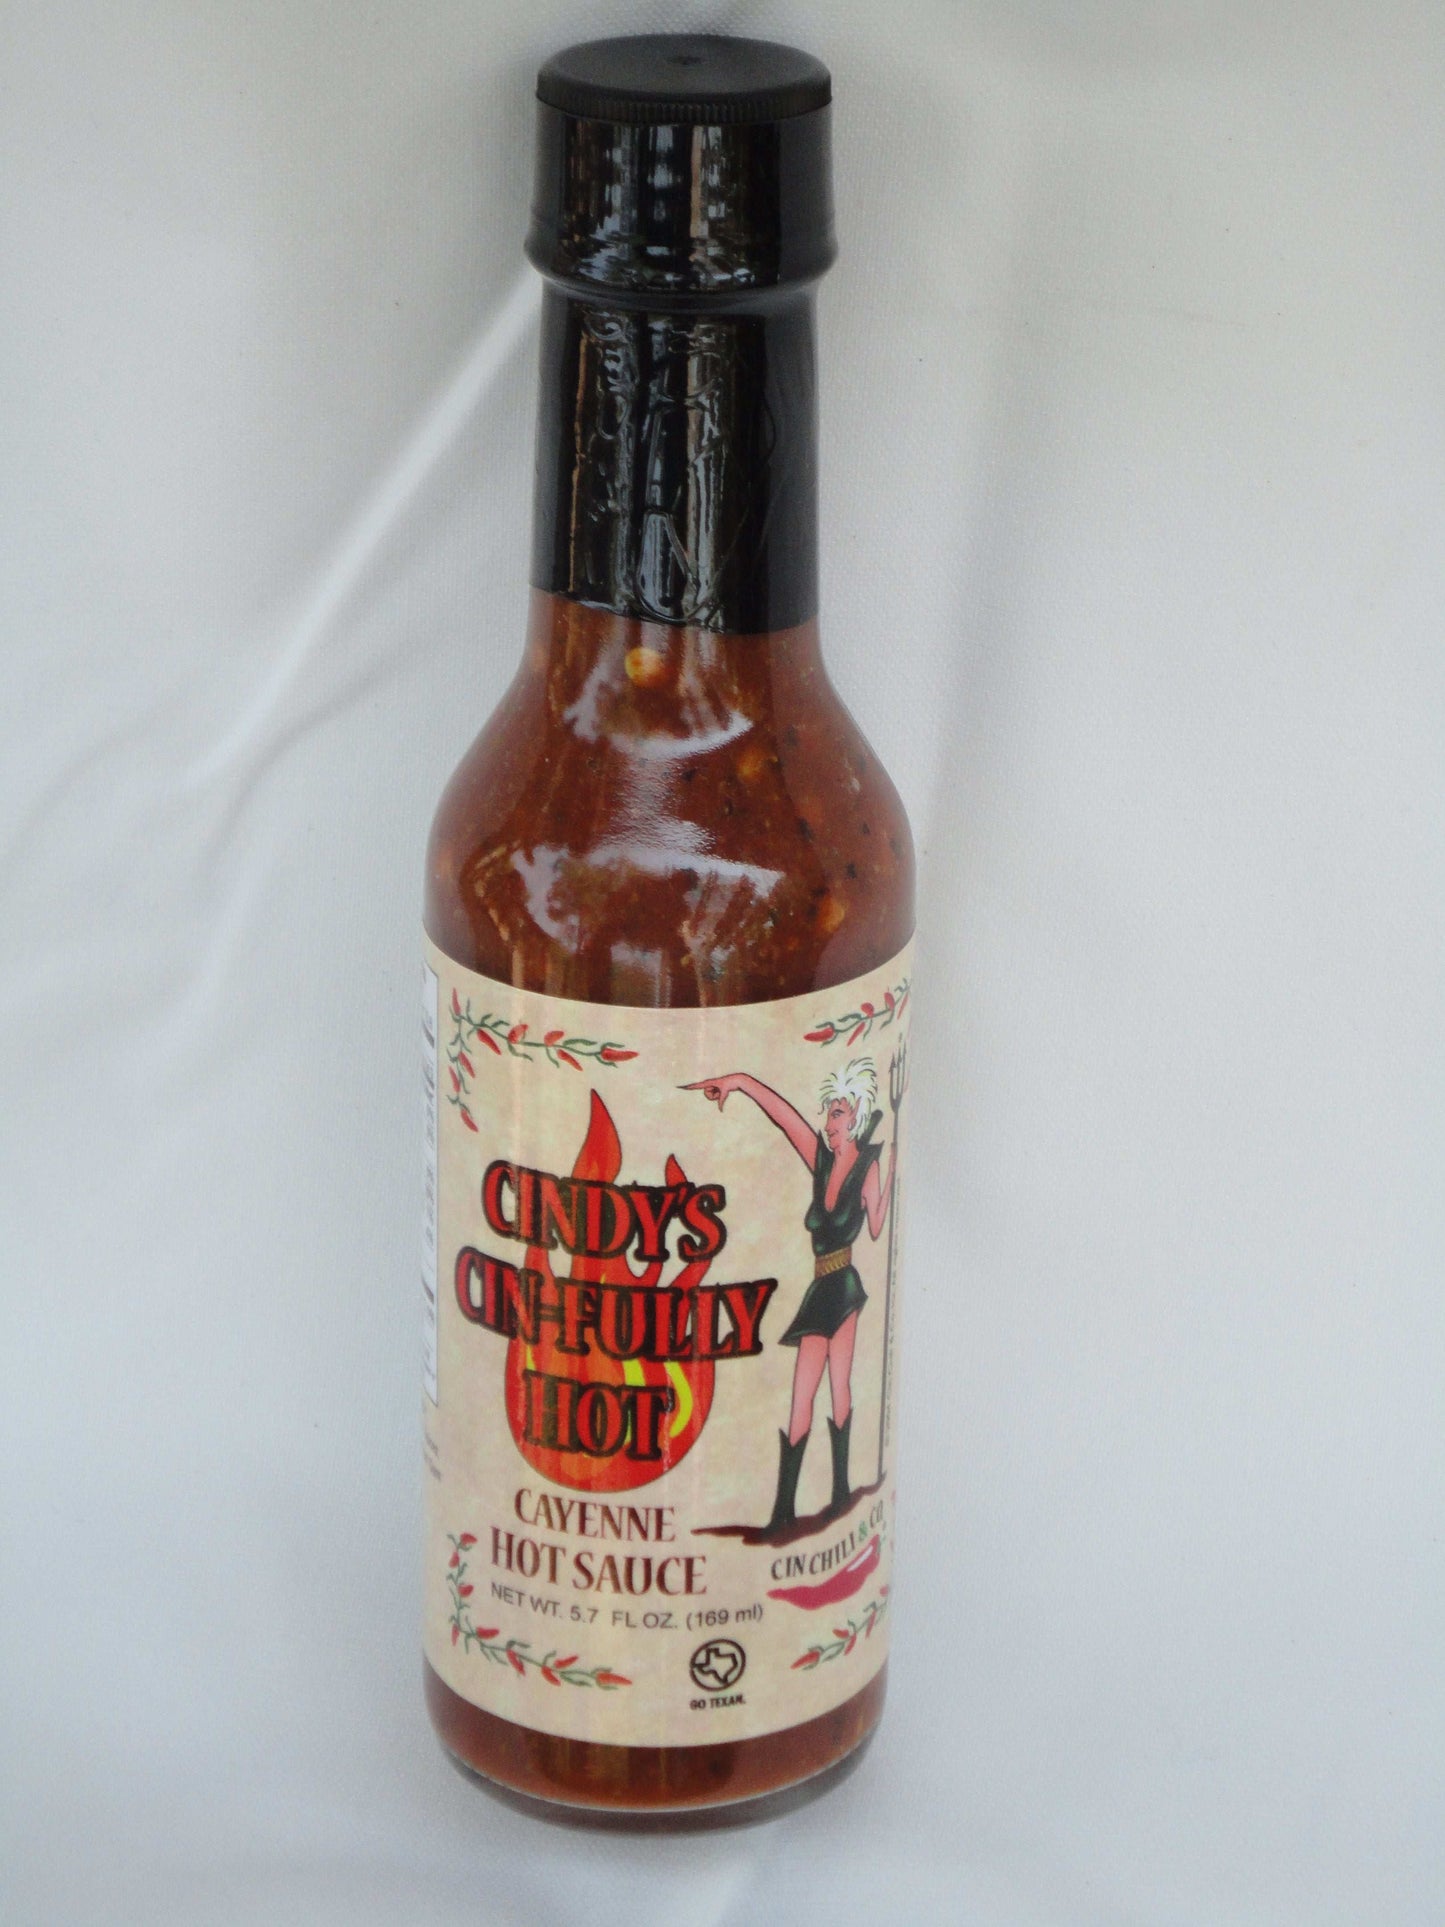 CINDY'S
CIN-FULLY
HOT
CAYENNE
HOT SAUCE
NET WT. 5.7 FL OZ. (169 ml)
CIN CHILI & CO
GO TEXAN.